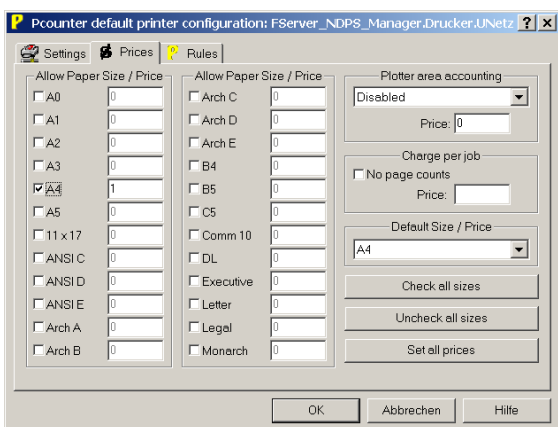 Pcounter default printer configuration: FServer_NDPS_Manager.Drucker.UNetz
Settings Prices Rules
Allow Paper Size / Price
A0 0
A1 0
A2 0
A3 0
A4 1
A5 0
11 x 17 0
ANSI C 0
ANSI D 0
ANSI E 0
Arch A 0
Arch B 0
Allow Paper Size / Price
Arch C 0
Arch D 0
Arch E 0
B4 0
B5 0
C5 0
Comm 10 0
DL 0
Executive 0
Letter 0
Legal 0
Monarch 0
Plotter area accounting
Disabled
Price: 0
Charge per job
No page counts
Price:
Default Size / Price
A4
Check all sizes
Uncheck all sizes
Set all prices
OK Abbrechen Hilfe